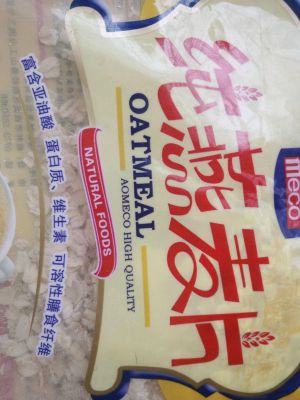 meco
纯燕麦片
OATMEAL
AOMECO HIGH QUALITY
NATURAL FOODS
富含亚油酸 蛋白质、维生素 可溶性膳食纤维